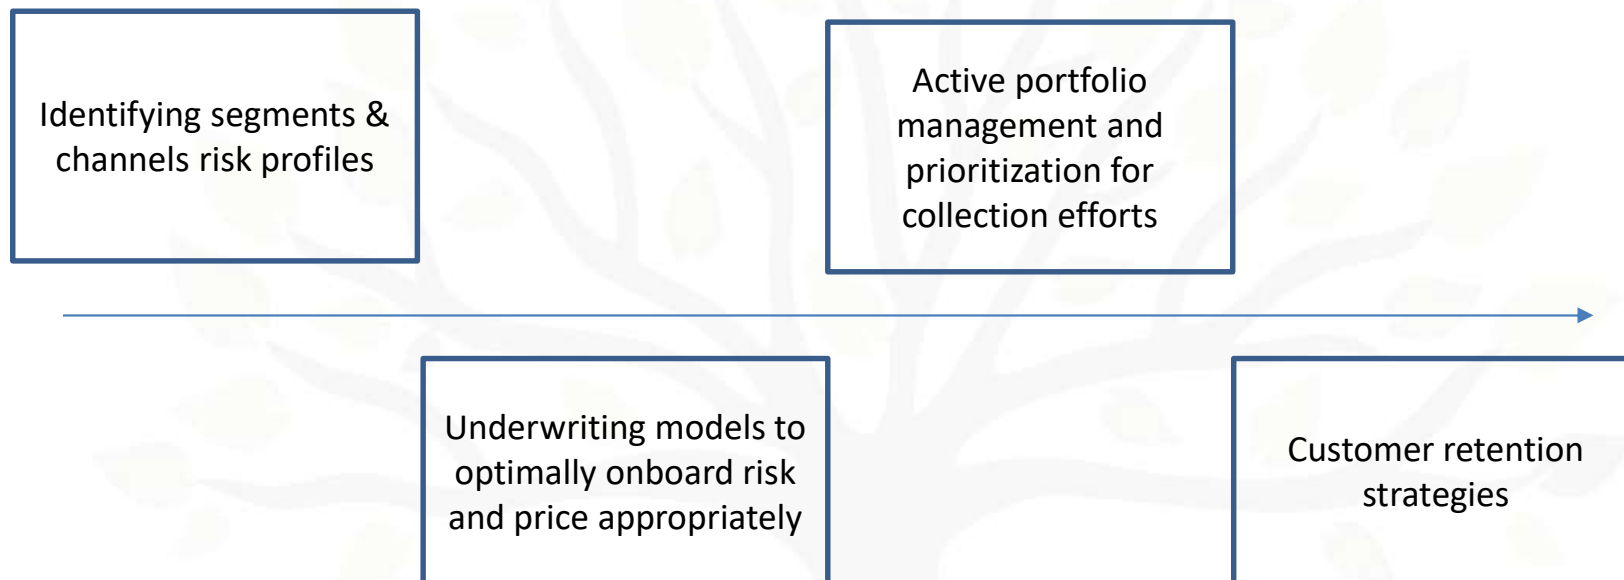 Identifying segments &
channels risk profiles
Underwriting models to
optimally onboard risk
and price appropriately
Active portfolio
management and
prioritization for
collection efforts
Customer retention
strategies